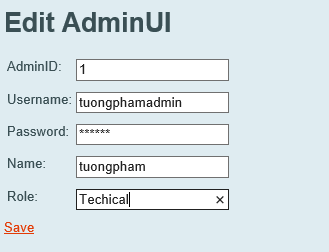 Edit AdminUI
AdminID: 1
Username: tuongphamadmin
Password: ******
Name: tuongpham
Role: Techical ×
Save